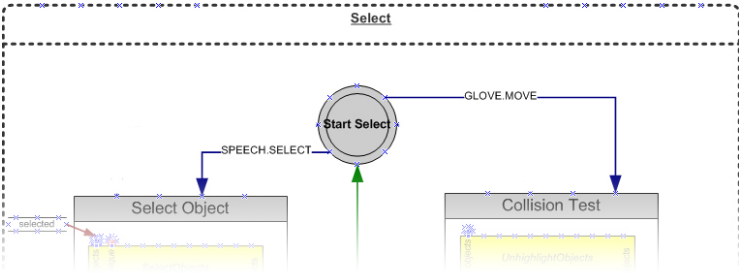 Select
GLOVE.MOVE
Start Select
SPEECH.SELECT
Select Object
Collision Test
selected
UnhighlightObjects